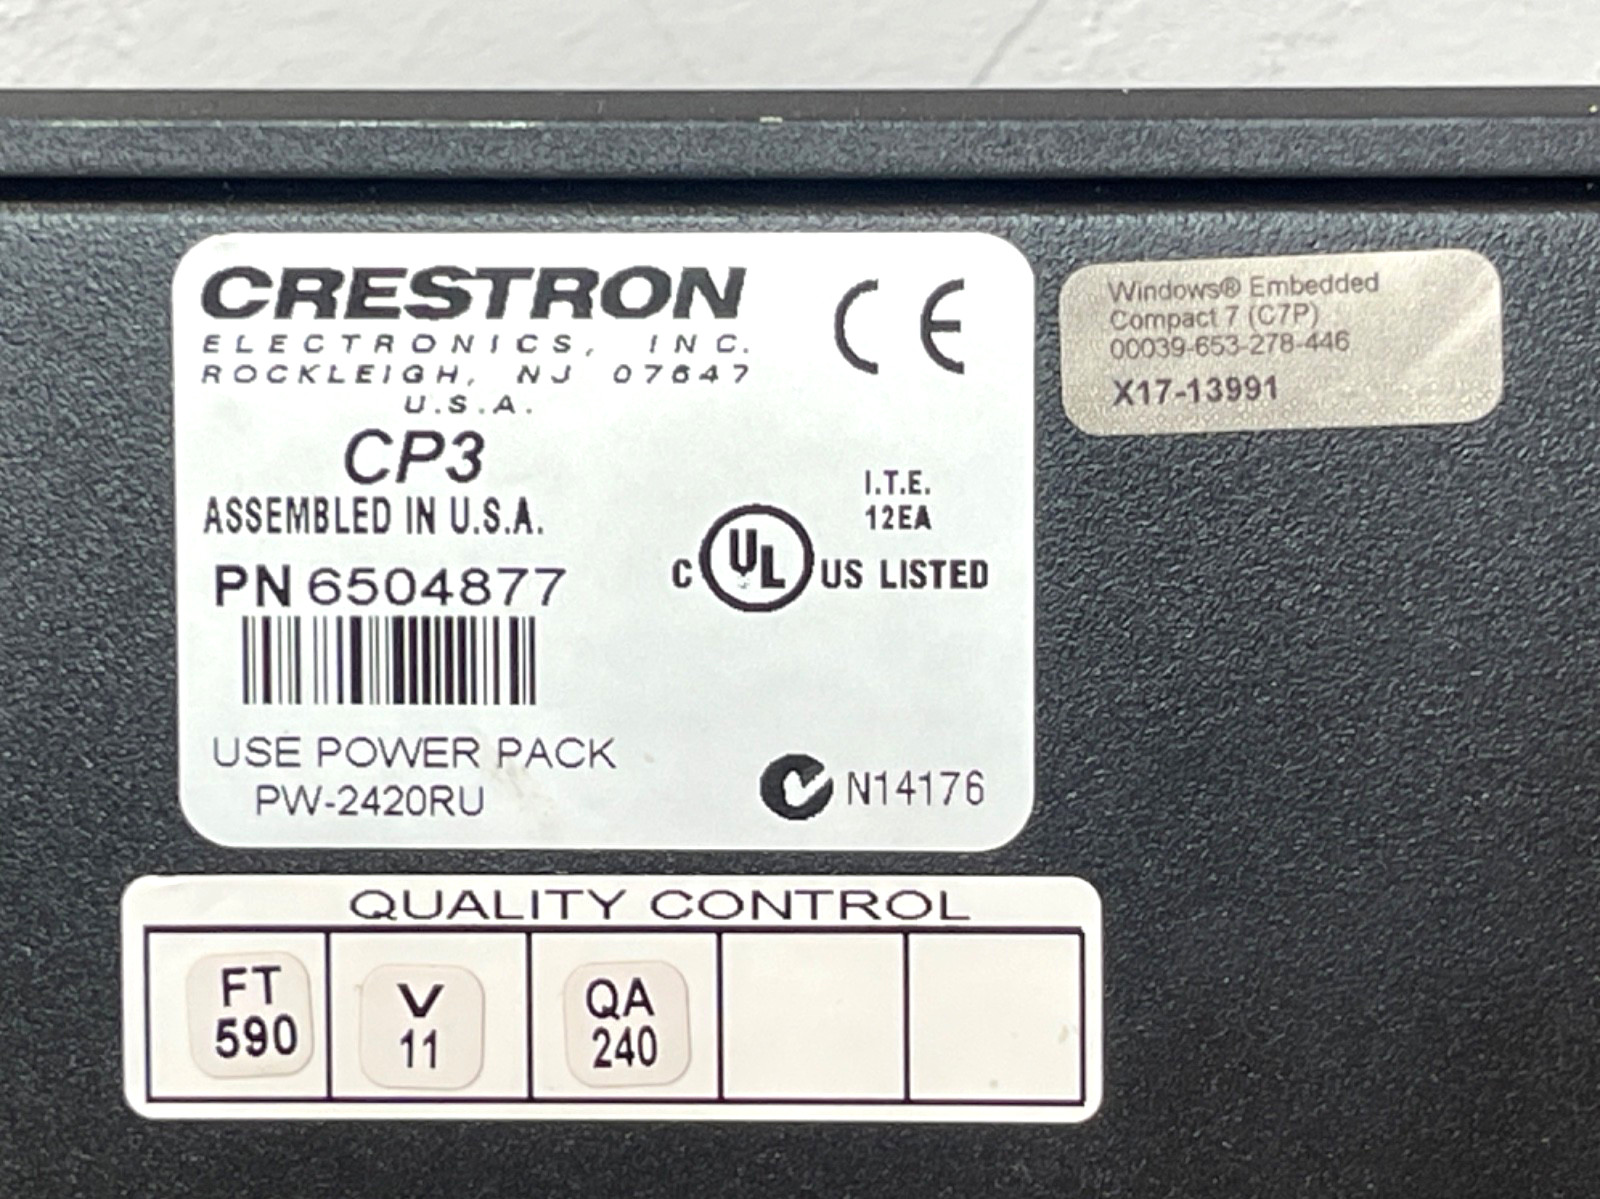 CRESTRON
ELECTRONICS, INC.
ROCKLEIGH, NJ 07647
U.S.A.
CP3
ASSEMBLED IN U.S.A.
PN 6504877
USE POWER PACK
PW-2420RU
CE
I.T.E.
12EA
C UL US LISTED
N14176
Windows® Embedded
Compact 7 (C7P)
00039-653-278-446
X17-13991
QUALITY CONTROL
FT
590
V
11
QA
240